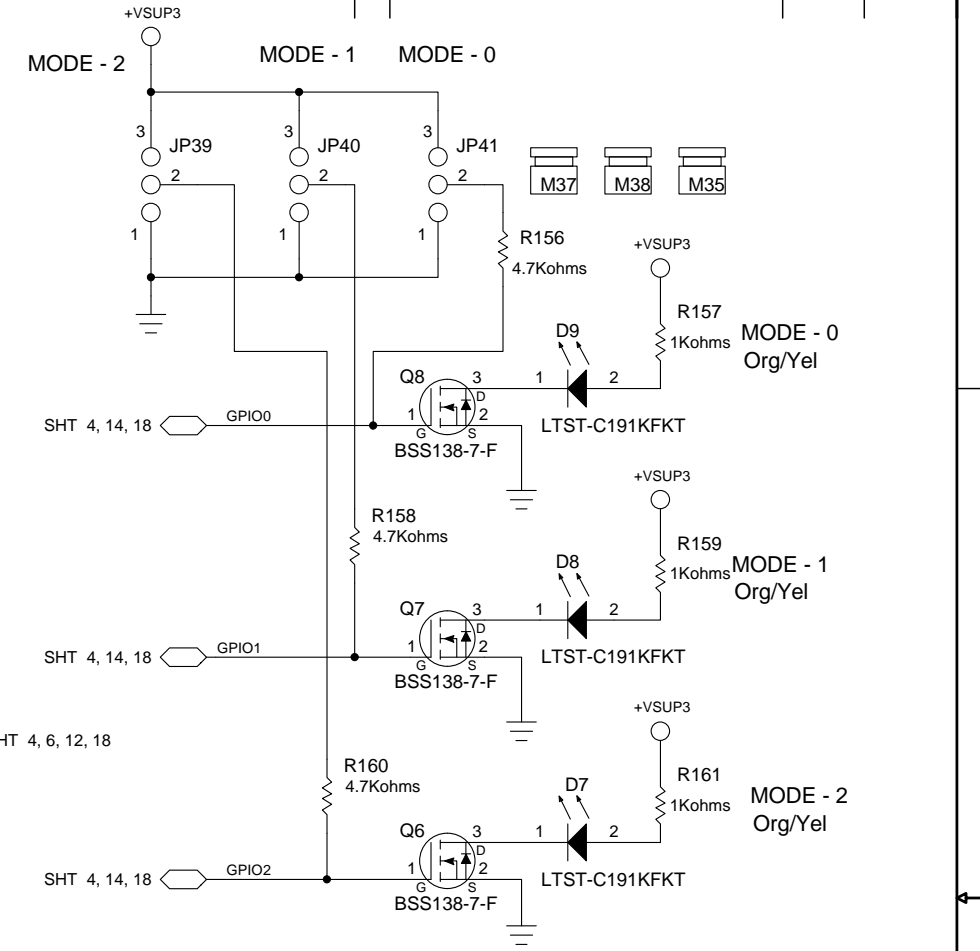 +VSUP3
MODE - 2
MODE - 1
MODE - 0
3
JP39
3
JP40
3
JP41
2
2
2
1
1
1
M37
M38
M35
R156
4.7Kohms
+VSUP3
R157
1Kohms
MODE - 0
Org/Yel
D9
Q8
3
1
2
D
SHT 4, 14, 18
GPIO0
1
2
G
S
LTST-C191KFKT
BSS138-7-F
+VSUP3
R158
4.7Kohms
R159
1Kohms
MODE - 1
Org/Yel
D8
Q7
3
1
2
D
SHT 4, 14, 18
GPIO1
1
2
G
S
LTST-C191KFKT
BSS138-7-F
+VSUP3
HT 4, 6, 12, 18
R160
4.7Kohms
R161
1Kohms
MODE - 2
Org/Yel
D7
Q6
3
1
2
D
SHT 4, 14, 18
GPIO2
1
2
G
S
LTST-C191KFKT
BSS138-7-F